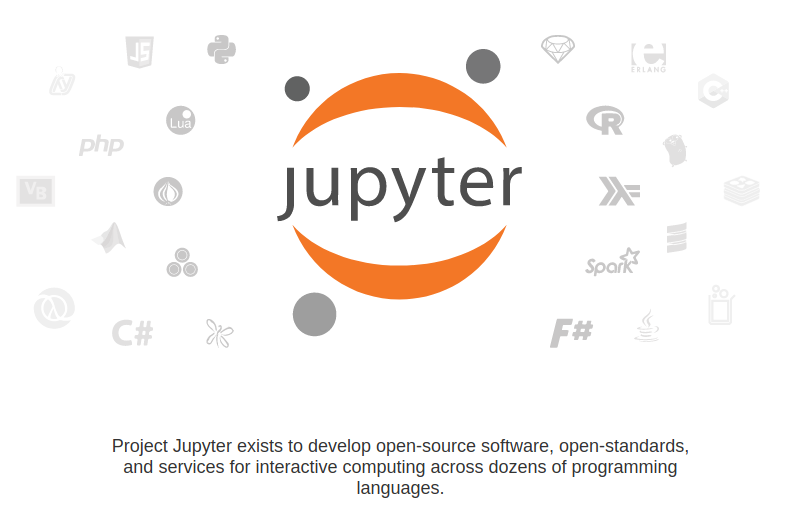 JS
ERLANG
C++
Lua
R
php
VB
jupyter
Spark
C#
F#
Project Jupyter exists to develop open-source software, open-standards,
and services for interactive computing across dozens of programming
languages.